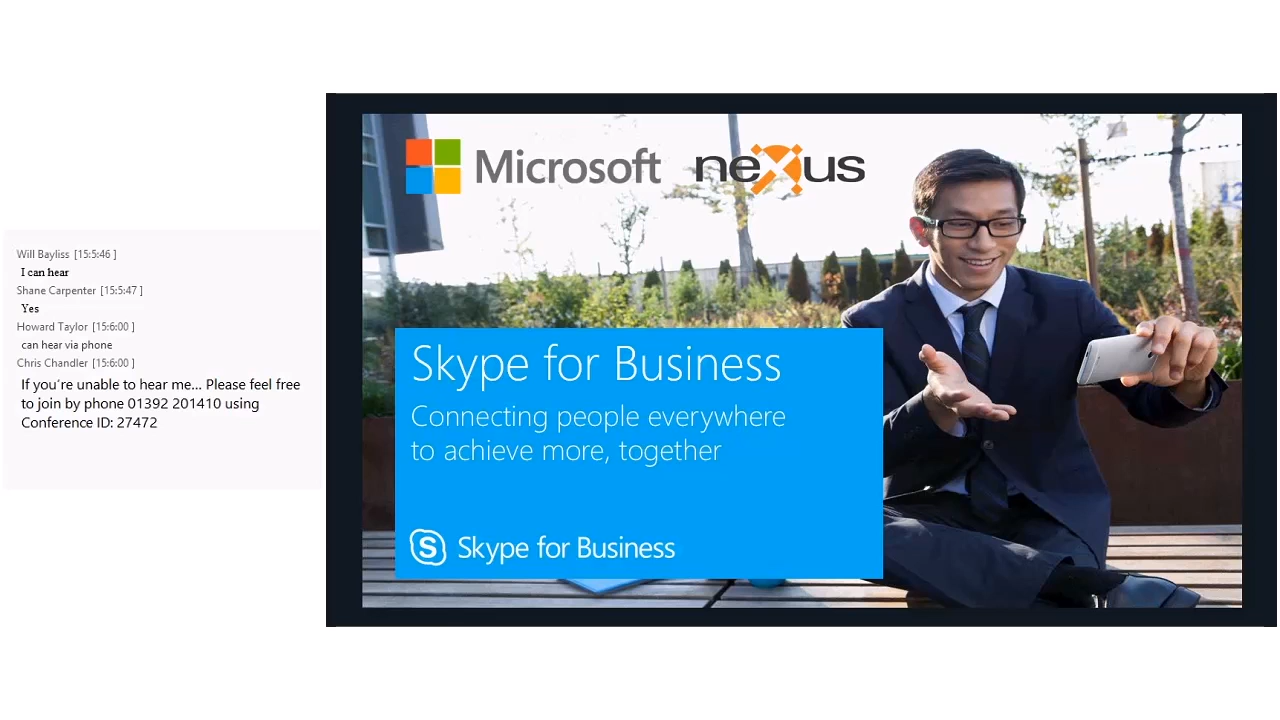 Will Bayliss [15:5:46 ]
I can hear
Shane Carpenter [15:5:47 ]
Yes
Howard Taylor [15:6:00 ]
can hear via phone
Chris Chandler [15:6:00 ]
If you're unable to hear me... Please feel free
to join by phone 01392 201410 using
Conference ID: 27472
Microsoft nexus
Skype for Business
Connecting people everywhere
to achieve more, together
S Skype for Business